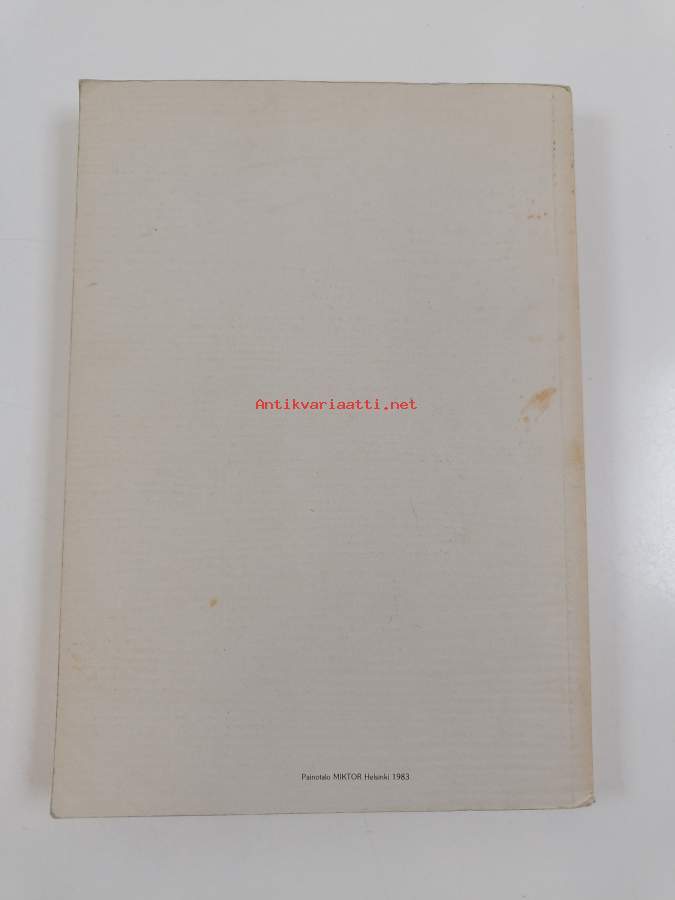 Antikvariaatti.net
Painotalo MIKTOR Helsinki 1983